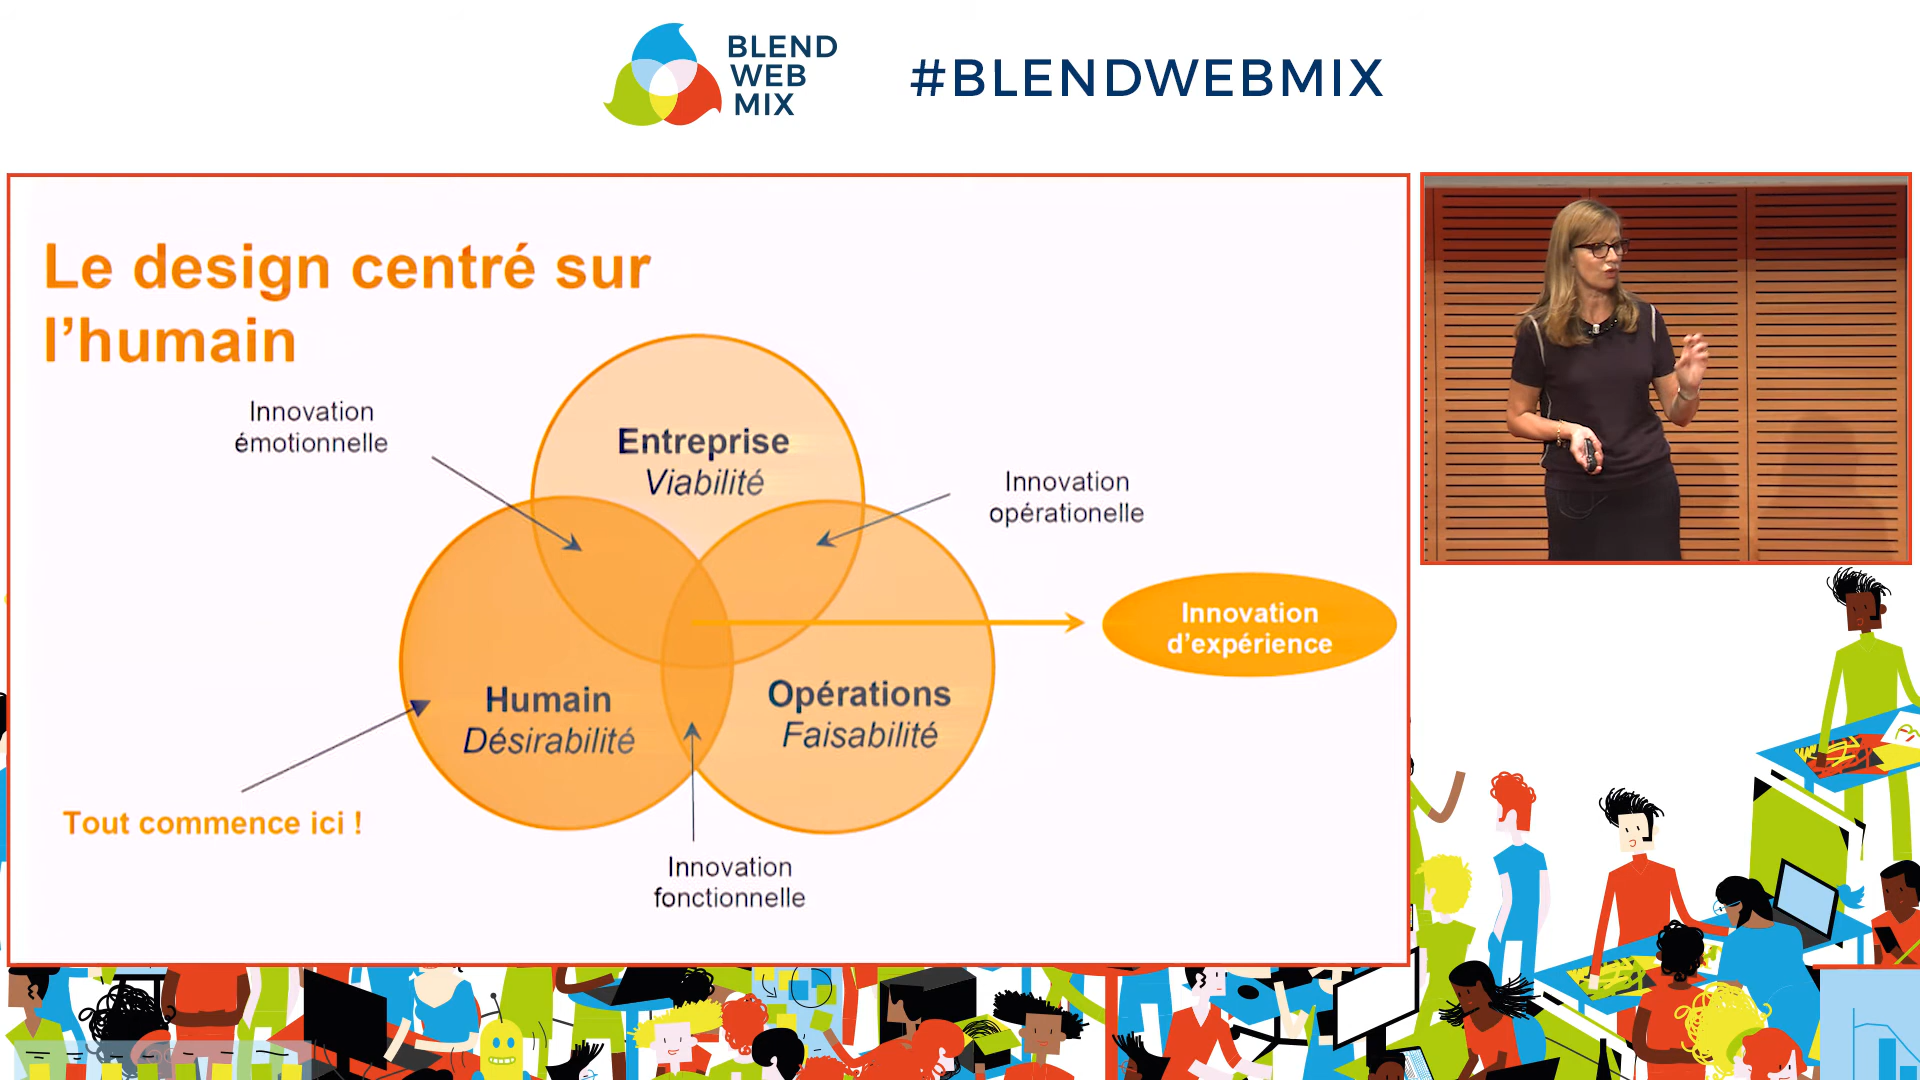 BLEND
WEB
MIX
#BLENDWEBMIX
Le design centré sur
l’humain
Innovation
émotionnelle
Entreprise
Viabilité
Innovation
opérationelle
Innovation
d’expérience
Humain
Désirabilité
Opérations
Faisabilité
Tout commence ici !
Innovation
fonctionnelle